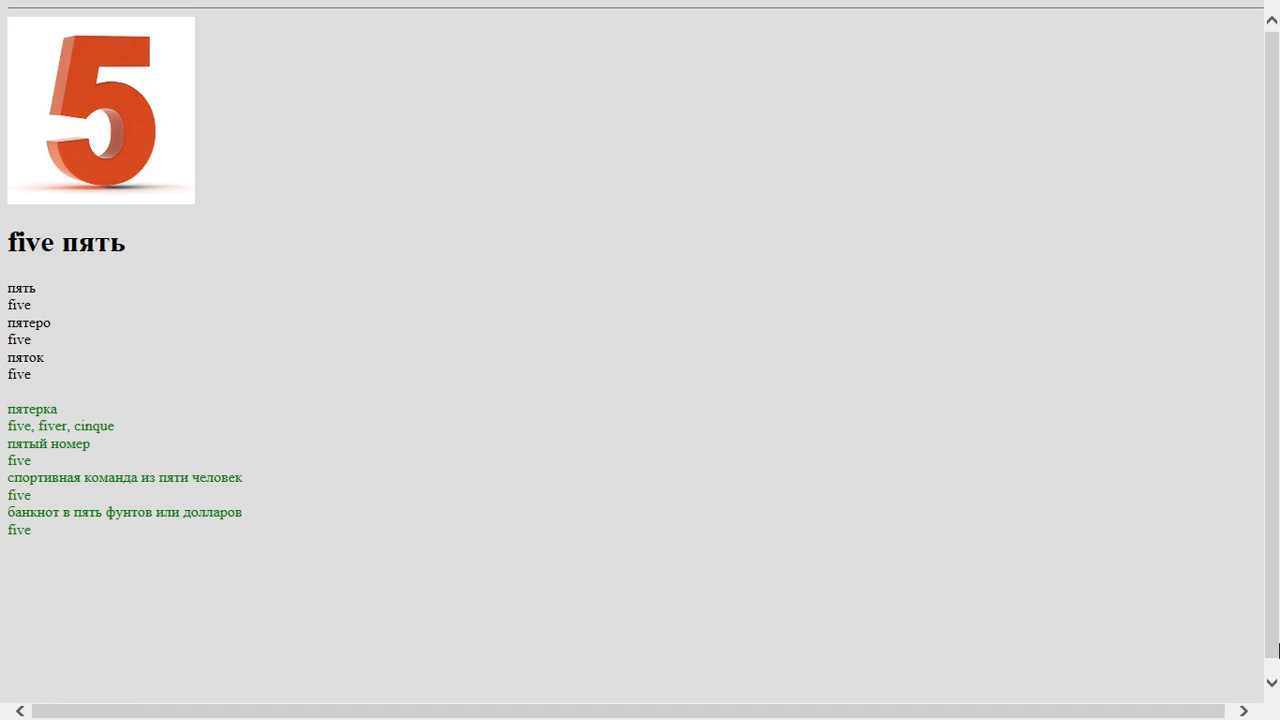 5
five пять
пять
five
пятеро
five
пяток
five
пятерка
five, fiver, cinque
пятый номер
five
спортивная команда из пяти человек
five
банкнот в пять фунтов или долларов
five